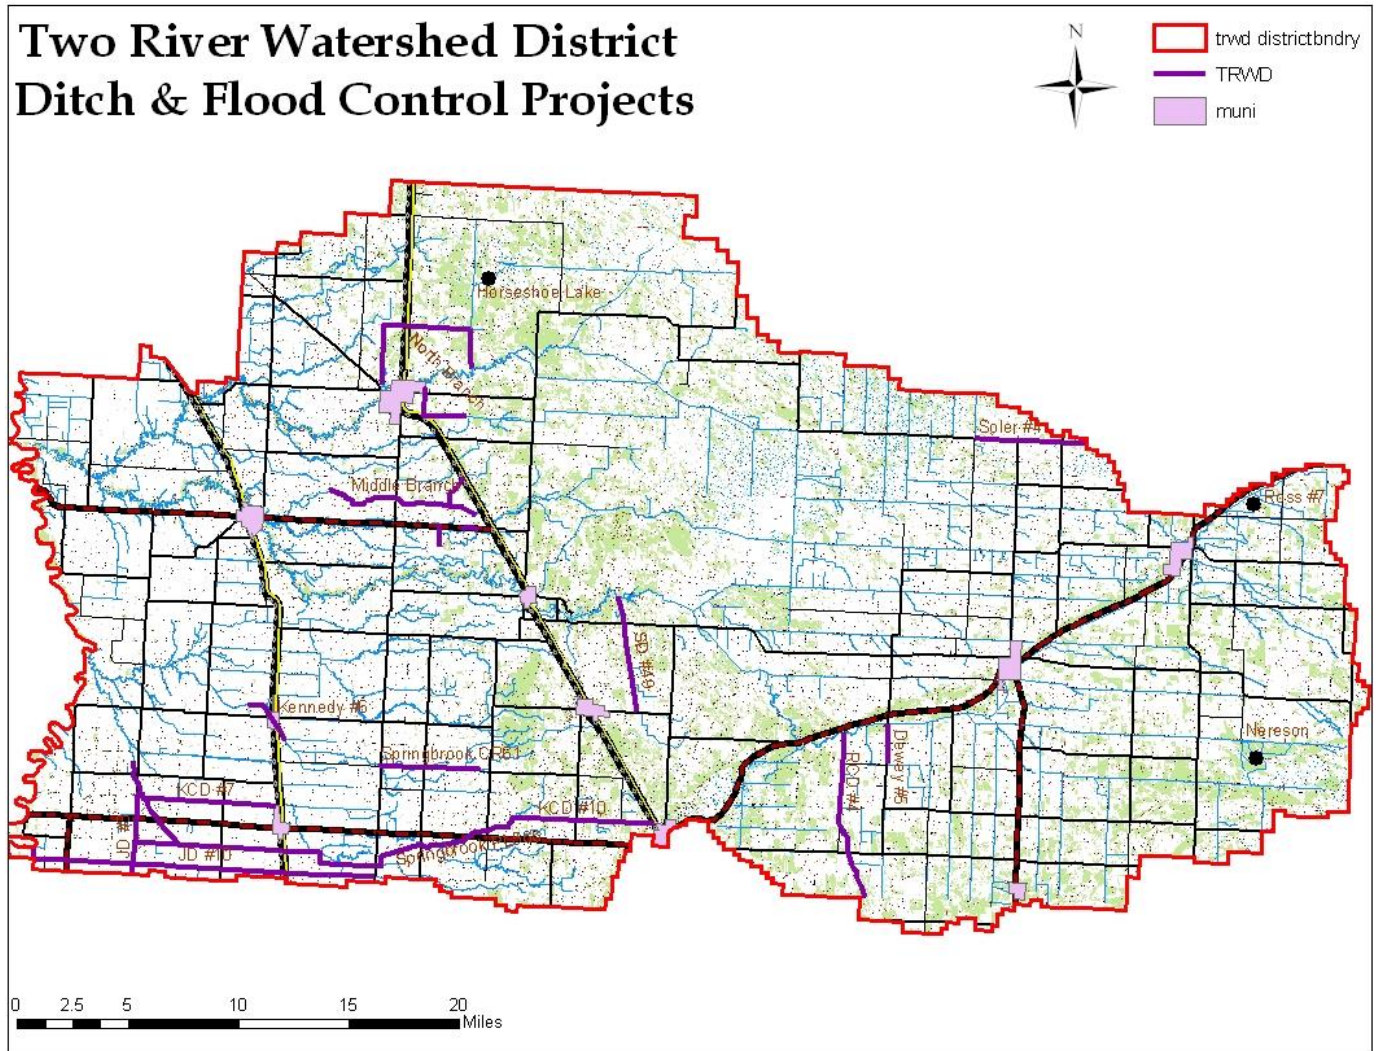 Two River Watershed District
Ditch & Flood Control Projects
N
trwd districtbndry
TRWD
muni
Horseshoe Lake
North Branch
Soler #4
Middle Branch
Ross #7
SD #49
Kennedy #6
Nereson
Springbrook CR61
Dewey #5
KCD #7
KCD #10
JD #10
0 2.5 5 10 15 20
Miles